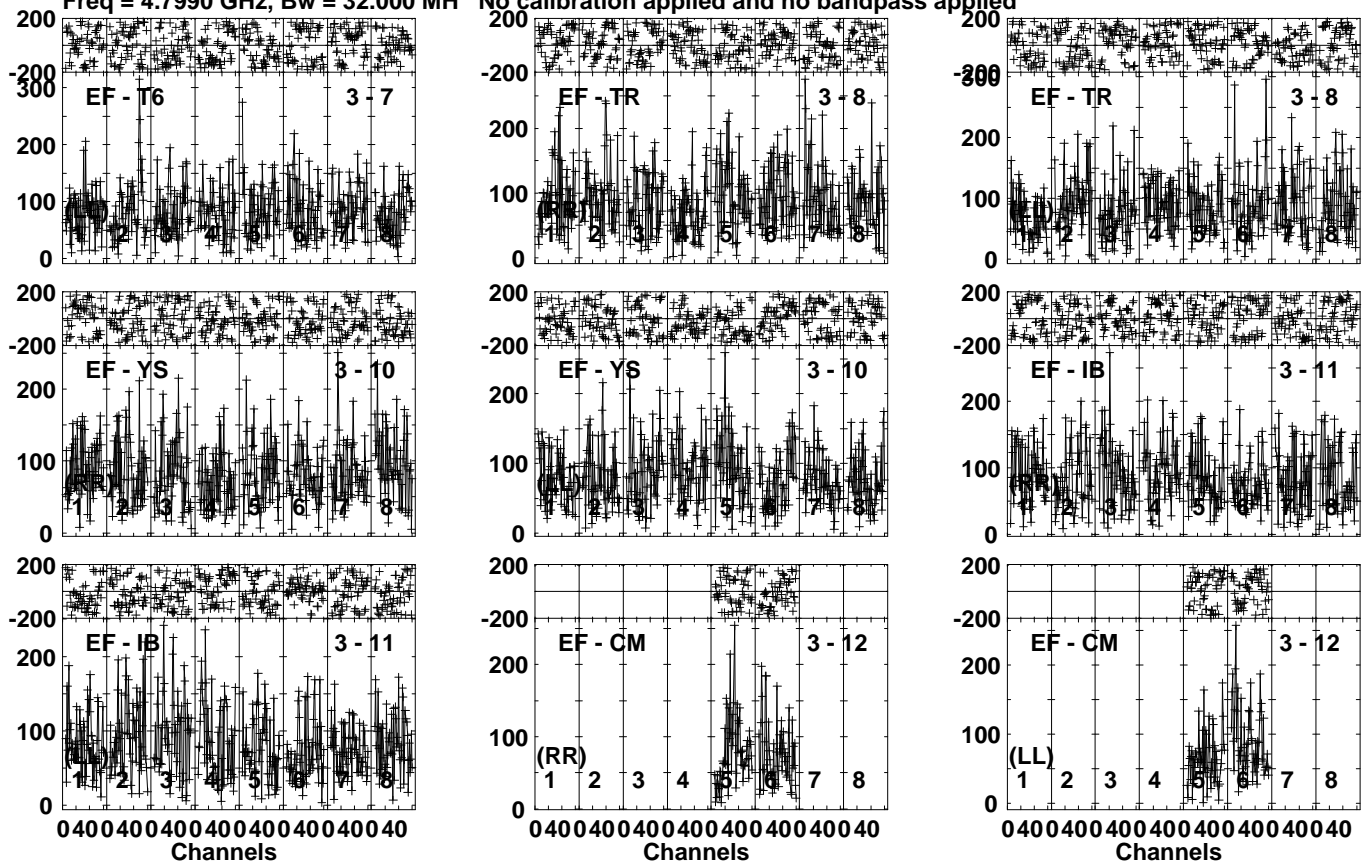 Freq = 4.7990 GHz, Bw = 32.000 MH No calibration applied and no bandpass applied
200 200 200
-200 -200 -200
300 300
EF - T6 3 - 7 EF - TR 3 - 8 EF - TR 3 - 8
200 200 200
100 100 100
(LL) (RR) (LL)
1 2 3 4 5 6 7 8 1 2 3 4 5 6 7 8 1 2 3 4 5 6 7 8
0 0 0
200 200 200
-200 -200 -200
EF - YS 3 - 10 EF - YS 3 - 10 EF - IB 3 - 11
200 200 200
100 100 100
(RR) (LL) (RR)
1 2 3 4 5 6 7 8 1 2 3 4 5 6 7 8 1 2 3 4 5 6 7 8
0 0 0
200 200 200
-200 -200 -200
EF - IB 3 - 11 EF - CM 3 - 12 EF - CM 3 - 12
200 200 200
100 100 100
(LL) (RR) (LL)
1 2 3 4 5 6 7 8 1 2 3 4 5 6 7 8 1 2 3 4 5 6 7 8
0 0 0
0 40 0 40 0 40 0 40 0 40 0 40 0 40 0 40 0 40 0 40 0 40 0 40 0 40 0 40 0 40 0 40 0 40 0 40 0 40 0 40 0 40 0 40 0 40 0 40
Channels Channels Channels